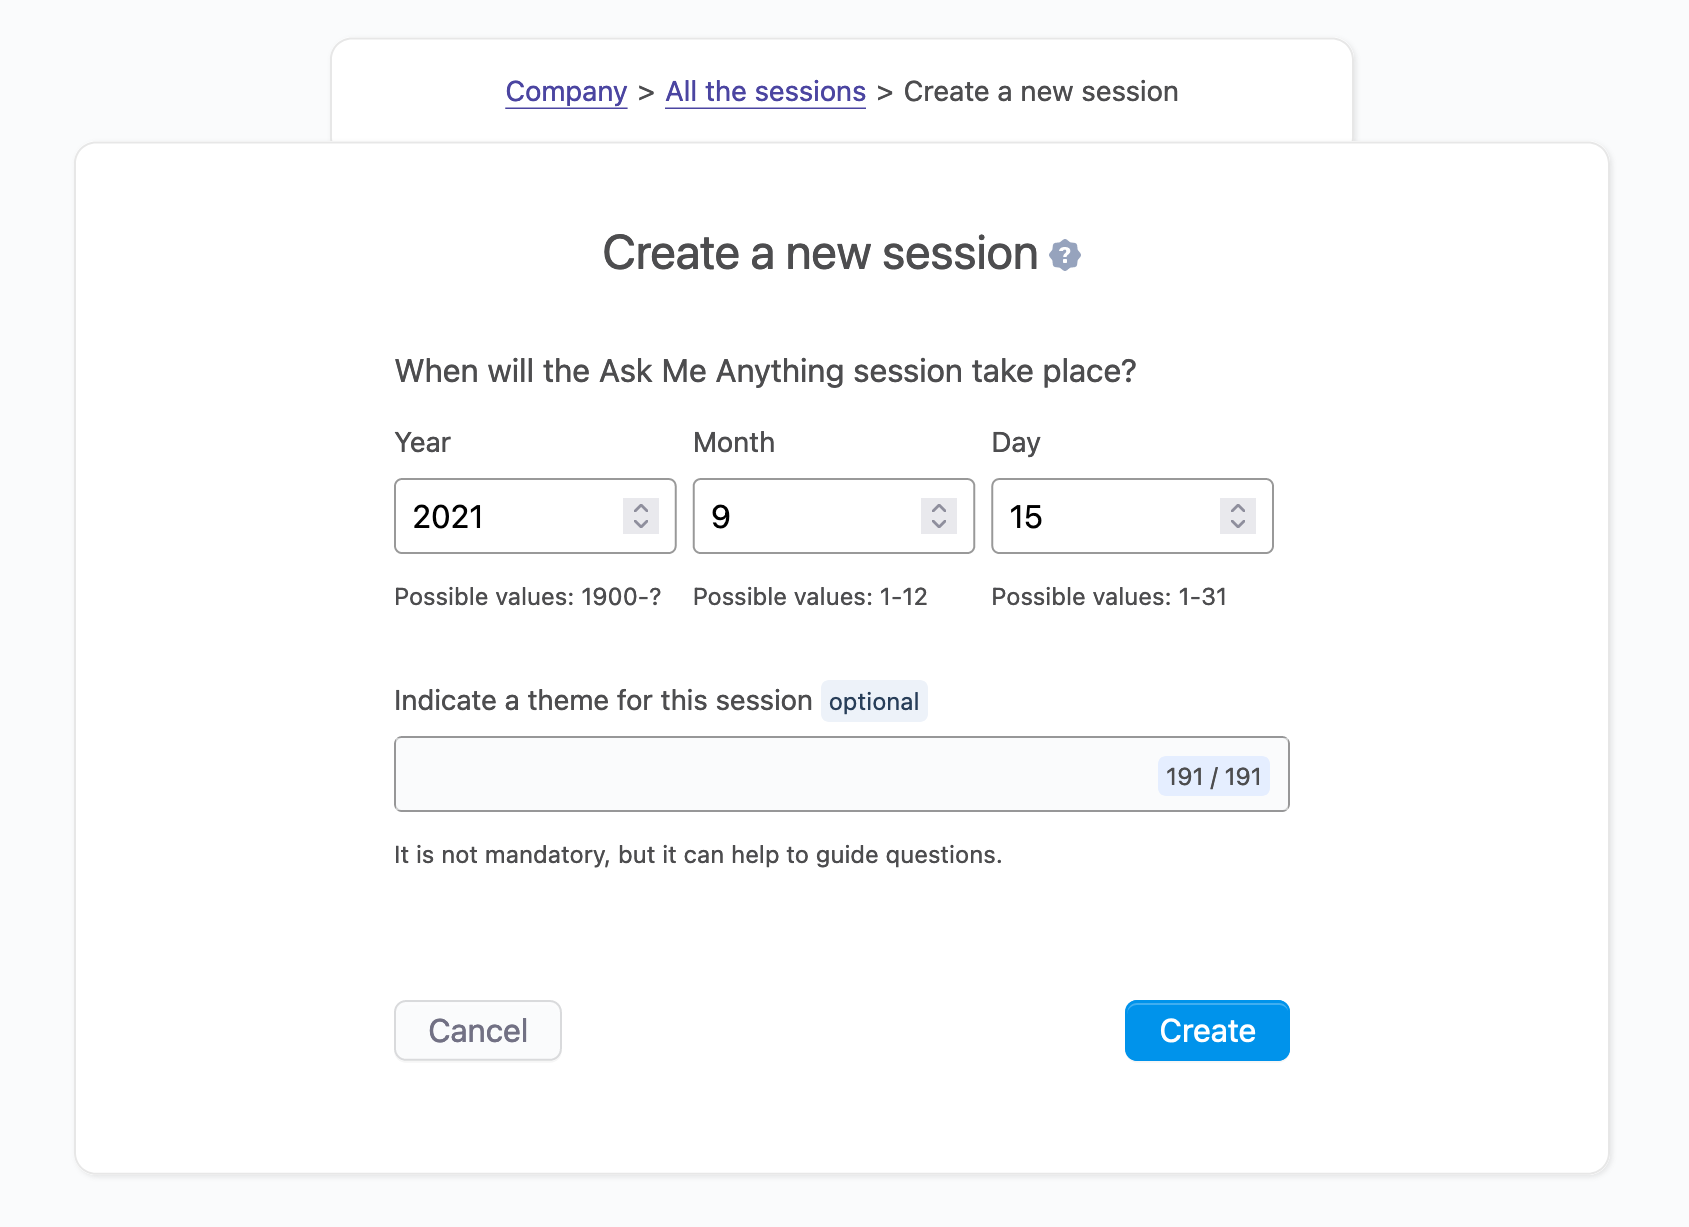 Company > All the sessions > Create a new session
Create a new session ?
When will the Ask Me Anything session take place?
Year Month Day
2021 9 15
Possible values: 1900-? Possible values: 1-12 Possible values: 1-31
Indicate a theme for this session optional
191 / 191
It is not mandatory, but it can help to guide questions.
Cancel Create